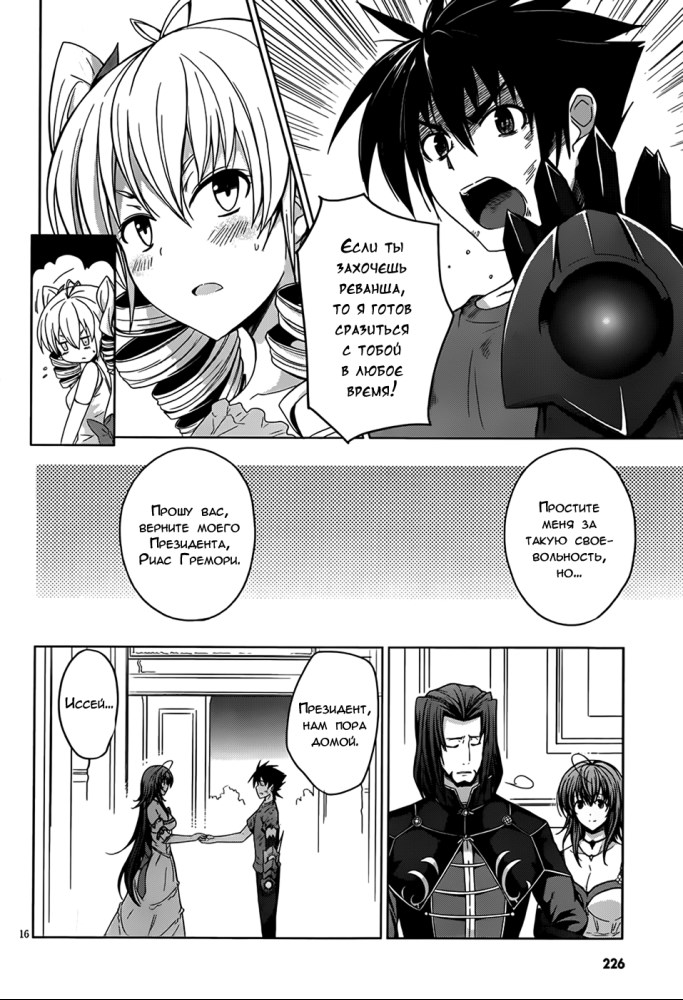 Если ты
захочешь
реванша,
то я готов
сразиться
с тобой
в любое
время!
Простите
меня за
такую свое-
вольность,
но...
Прошу вас,
верните моего
Президента,
Риас Гремори.
Президент,
нам пора
домой.
Иссей...
16
226